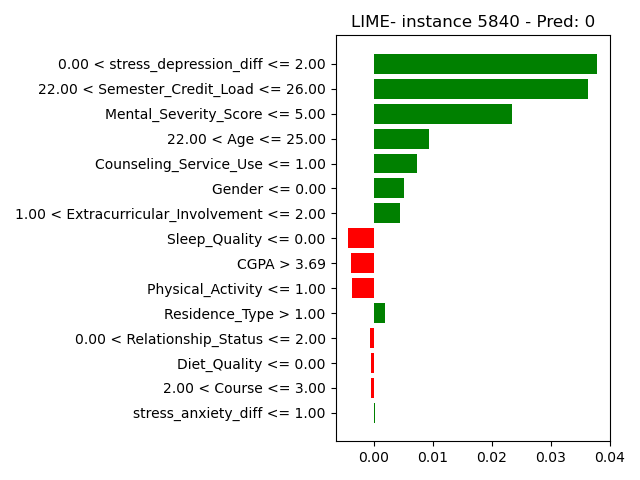 LIME- instance 5840 - Pred: 0
0.00 < stress_depression_diff <= 2.00
22.00 < Semester_Credit_Load <= 26.00
Mental_Severity_Score <= 5.00
22.00 < Age <= 25.00
Counseling_Service_Use <= 1.00
Gender <= 0.00
1.00 < Extracurricular_Involvement <= 2.00
Sleep_Quality <= 0.00
CGPA > 3.69
Physical_Activity <= 1.00
Residence_Type > 1.00
0.00 < Relationship_Status <= 2.00
Diet_Quality <= 0.00
2.00 < Course <= 3.00
stress_anxiety_diff <= 1.00
0.00 0.01 0.02 0.03 0.04